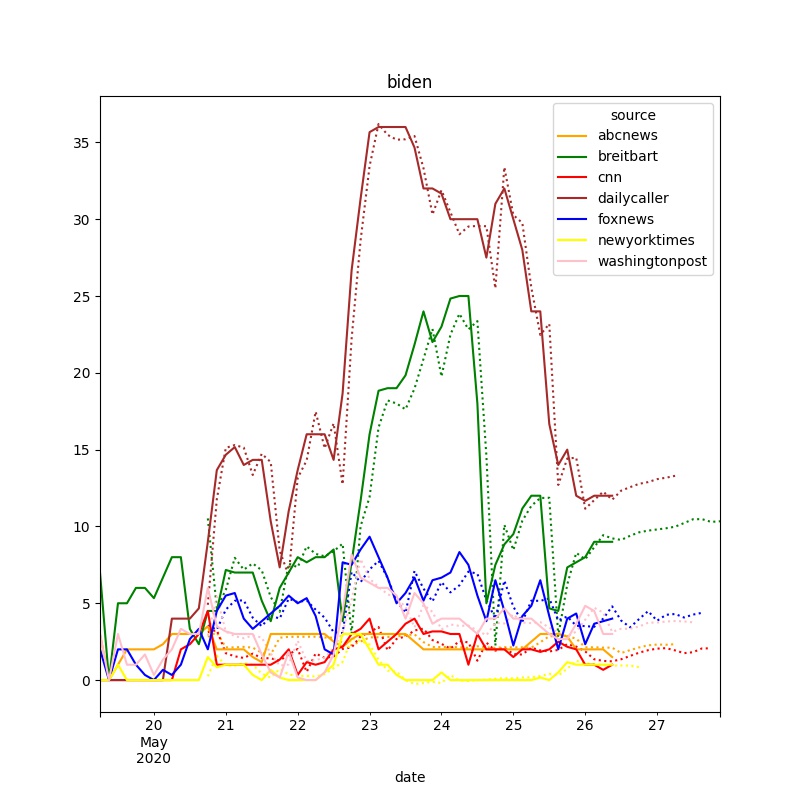 biden
source
abcnews
breitbart
cnn
dailycaller
foxnews
newyorktimes
washingtonpost
35
30
25
20
15
10
5
0
20 21 22 23 24 25 26 27
May
2020
date